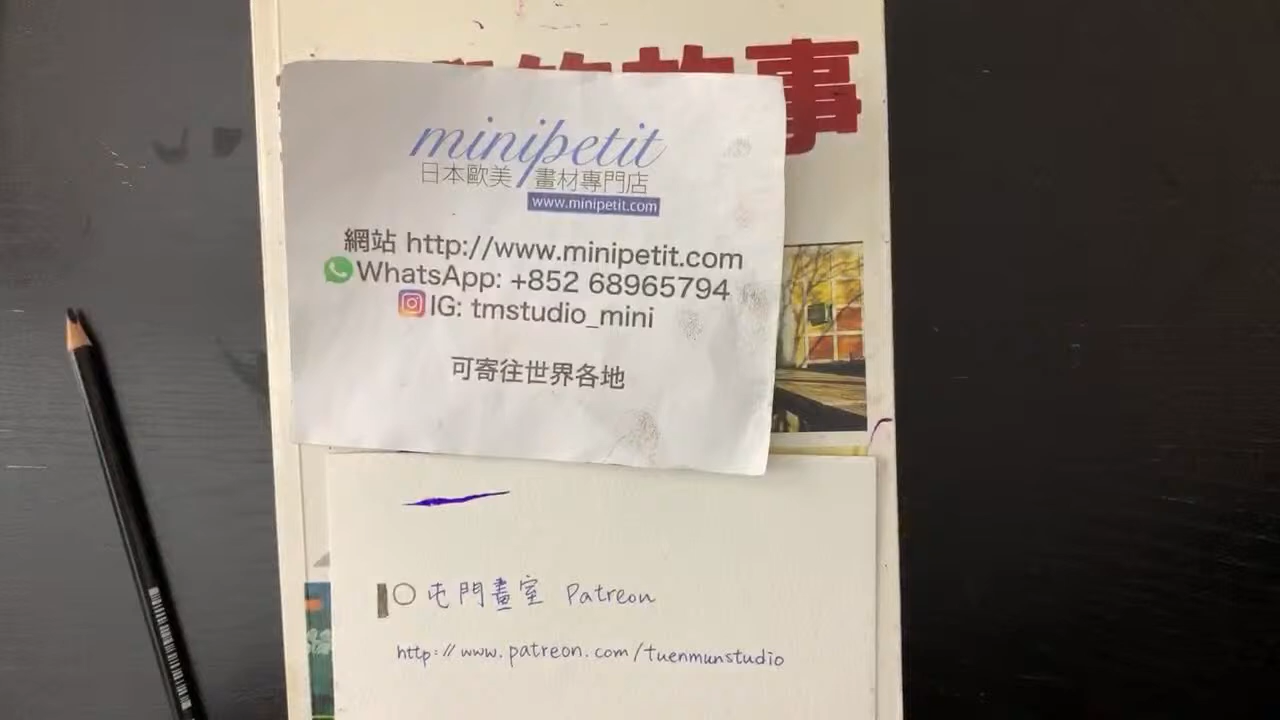 的故事
minipetit
日本歐美 畫材專門店
www.minipetit.com
網站 http://www.minipetit.com
WhatsApp: +852 68965794
IG: tmstudio_mini
可寄往世界各地
屯門畫室 Patreon
http://www.patreon.com/tuenmunstudio